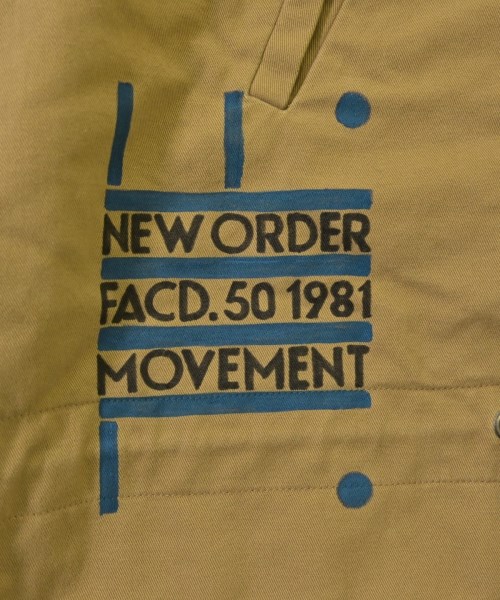 NEW ORDER
FACD. 50 1981
MOVEMENT